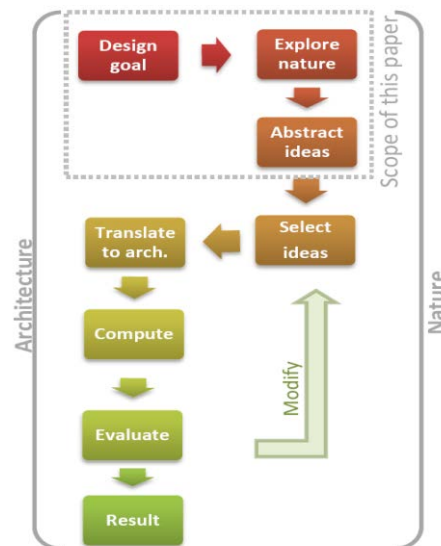 Design
goal
Explore
nature
Abstract
ideas
Scope of this paper
Select
ideas
Translate
to arch.
Compute
Evaluate
Result
Modify
Architecture
Nature